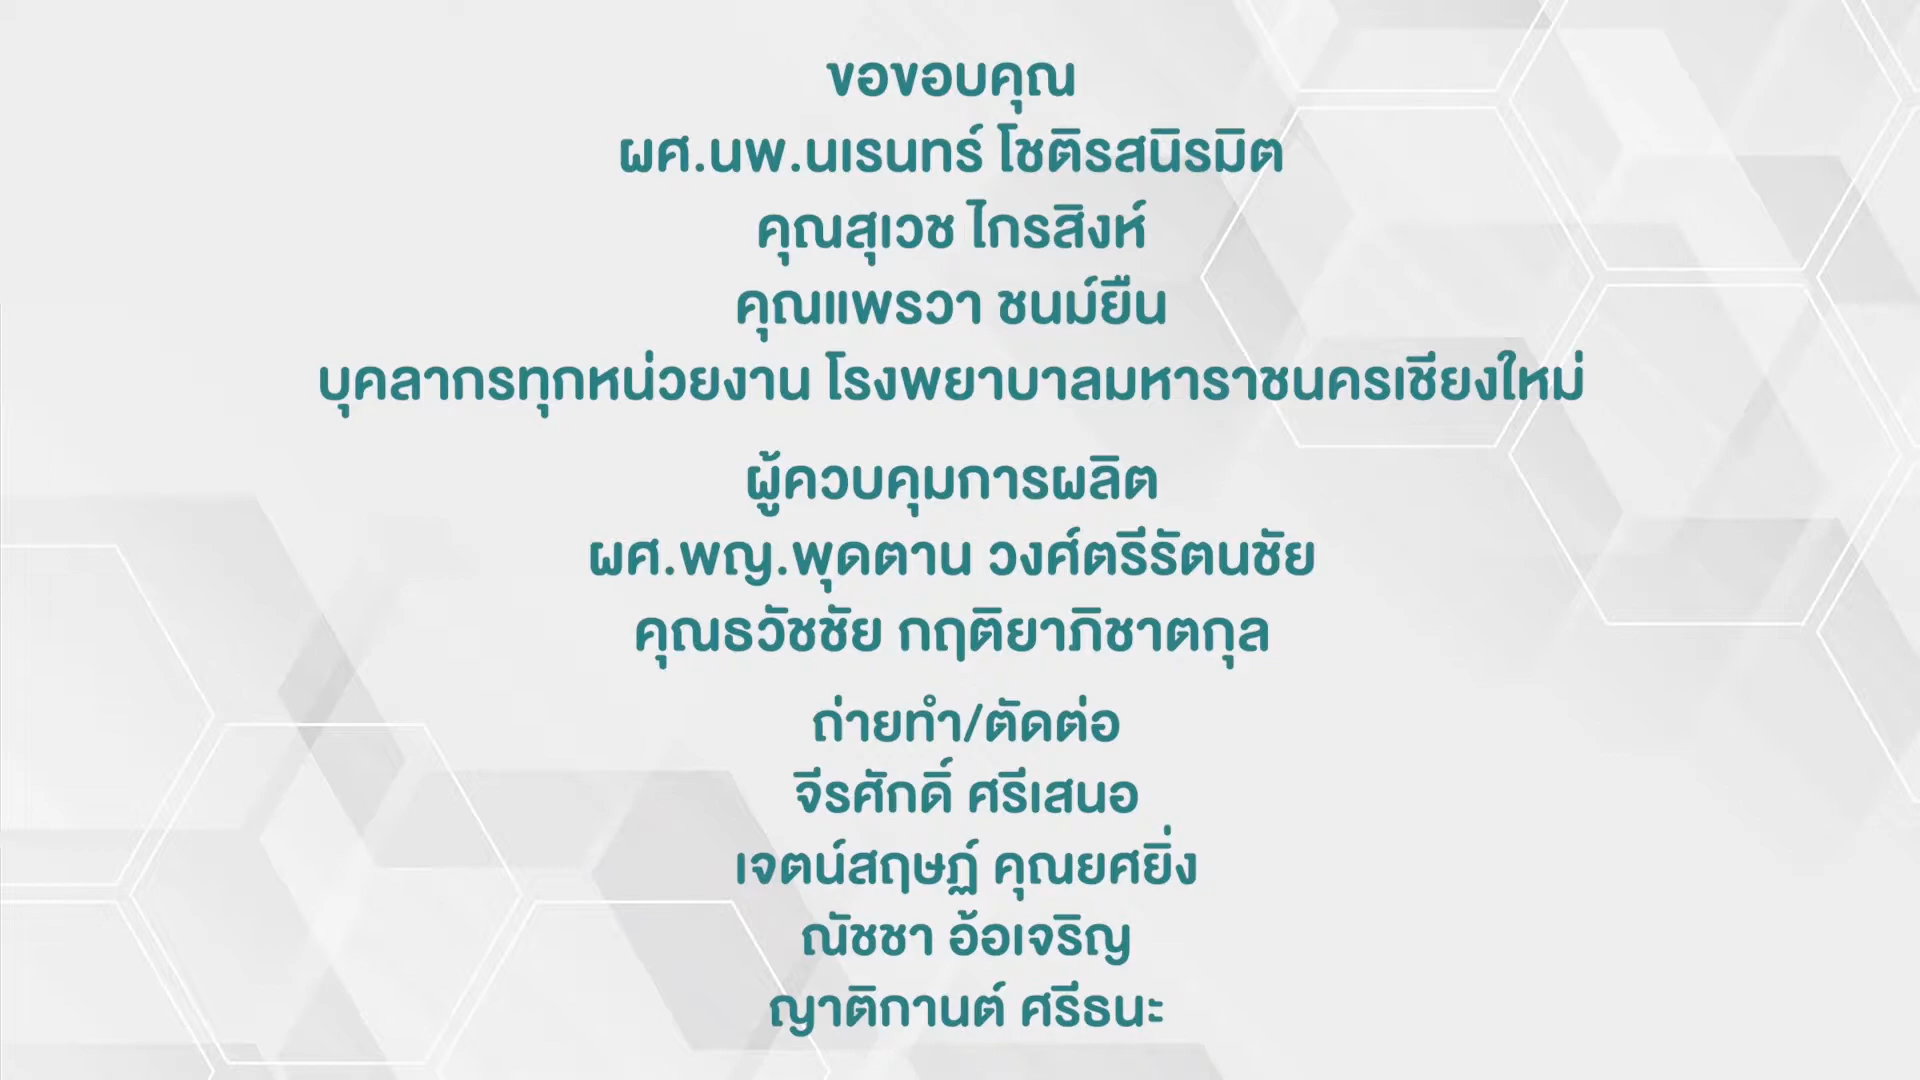 ขอขอบคุณ
ผศ.นพ.นเรนทร์ โชติรสนิรมิต
คุณสุเวช ไกรสิงห์
คุณแพรวา ชนม์ยืน
บุคลากรทุกหน่วยงาน โรงพยาบาลมหาราชนครเชียงใหม่
ผู้ควบคุมการผลิต
ผศ.พญ.พุดตาน วงศ์ตรีรัตนชัย
คุณธวัชชัย กฤติยาภิชาตกุล
ถ่ายทำ/ตัดต่อ
จีรศักดิ์ ศรีเสนอ
เจตน์สฤษฏ์ คุณยศยิ่ง
ณัชชา อ้อเจริญ
ญาติกานต์ ศรีธนะ